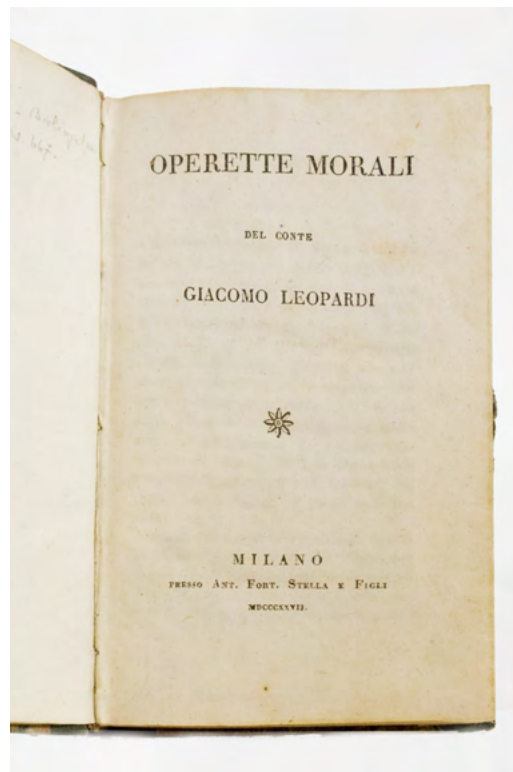 OPERETTE MORALI
DEL CONTE
GIACOMO LEOPARDI
MILANO
PRESSO ANT. FORT. STELLA E FIGLI
MDCCCXXVII.